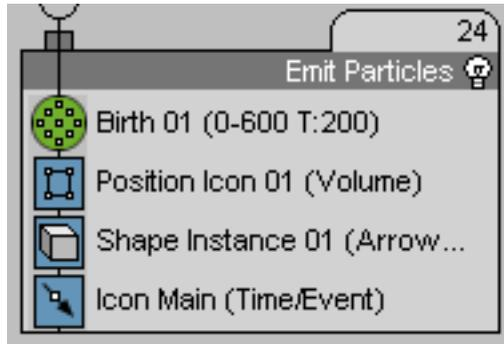 24
Emit Particles
Birth 01 (0-600 T:200)
Position Icon 01 (Volume)
Shape Instance 01 (Arrow...
Icon Main (Time/Event)